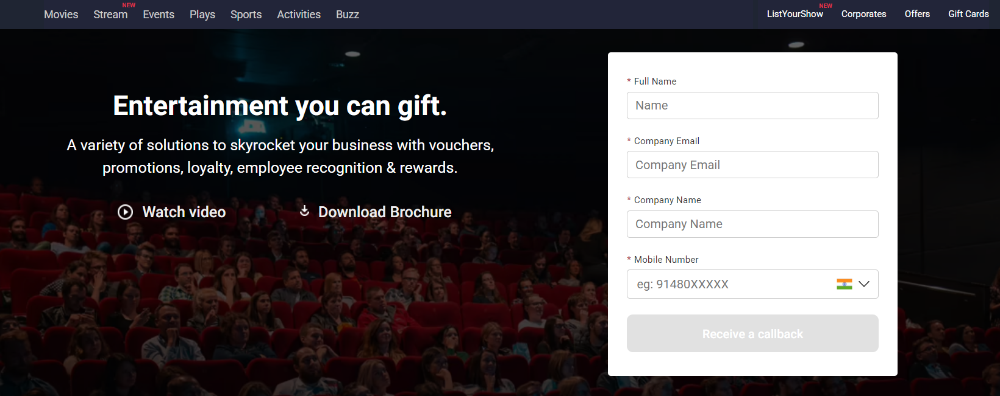 Movies Stream NEW Events Plays Sports Activities Buzz ListYourShow NEW Corporates Offers Gift Cards
Entertainment you can gift.
A variety of solutions to skyrocket your business with vouchers,
promotions, loyalty, employee recognition & rewards.
Watch video Download Brochure
* Full Name
Name
* Company Email
Company Email
* Company Name
Company Name
* Mobile Number
eg: 91480XXXXX
Receive a callback